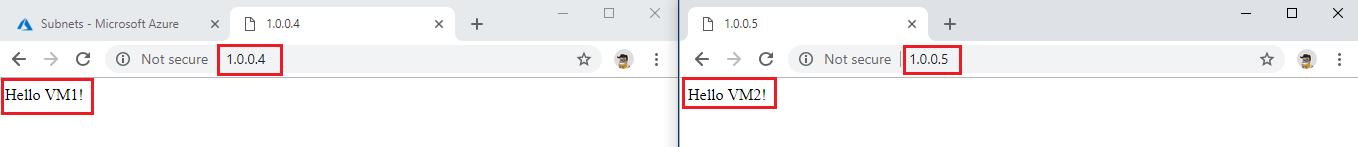 Subnets - Microsoft Azure
1.0.0.4
Not secure
1.0.0.4
Hello VM1!
1.0.0.5
Not secure
1.0.0.5
Hello VM2!